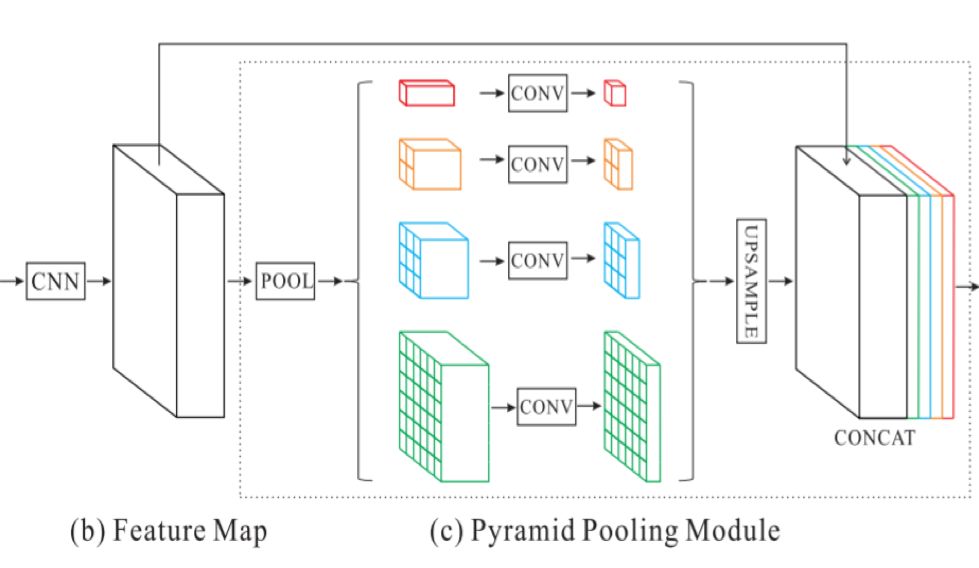 CNN
POOL
CONV
CONV
CONV
CONV
UPSAMPLE
CONCAT
(b) Feature Map
(c) Pyramid Pooling Module